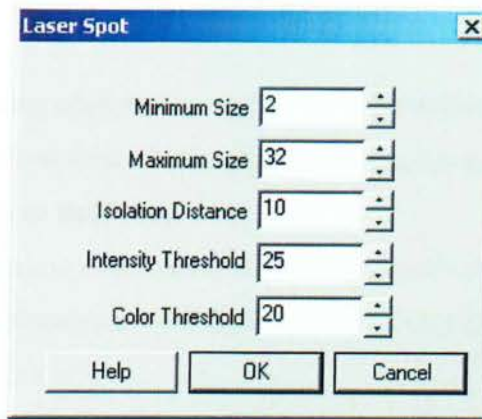 Laser Spot
Minimum Size 2
Maximum Size 32
Isolation Distance 10
Intensity Threshold 25
Color Threshold 20
Help OK Cancel